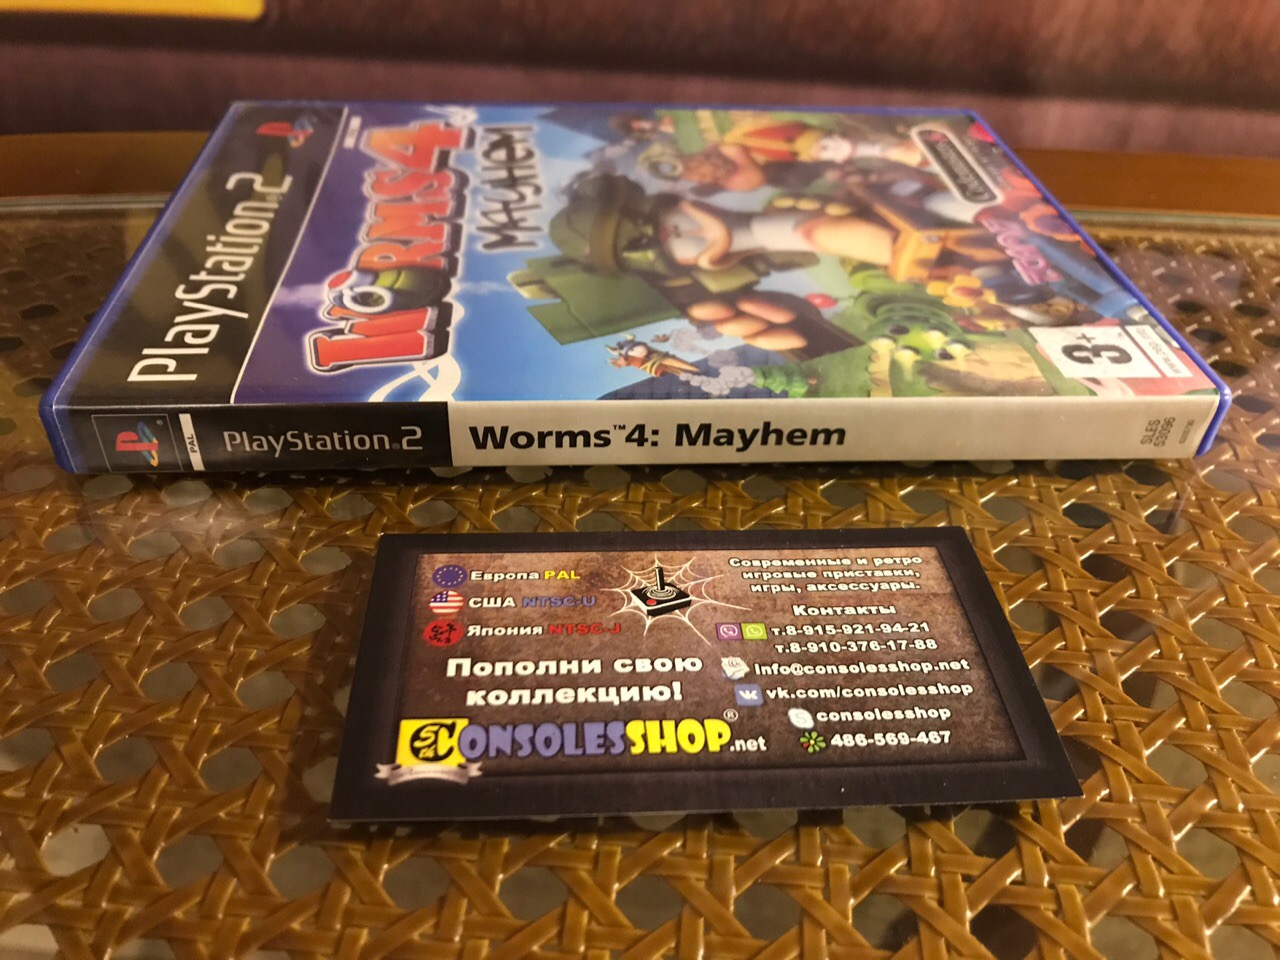 PlayStation®2
WORMS 4
MAYHEM
Codemasters
TEAM17
3+
PAL
PlayStation®2
Worms™4: Mayhem
SLES
53096
Европа PAL
США NTSC-U
Япония NTSC-J
Пополни свою
коллекцию!
CONSOLESSHOP®.net
Современные и ретро
игровые приставки,
игры, аксессуары.
Контакты
т.8-915-921-94-21
т.8-910-376-17-88
info@consolesshop.net
vk.com/consolesshop
consolesshop
486-569-467